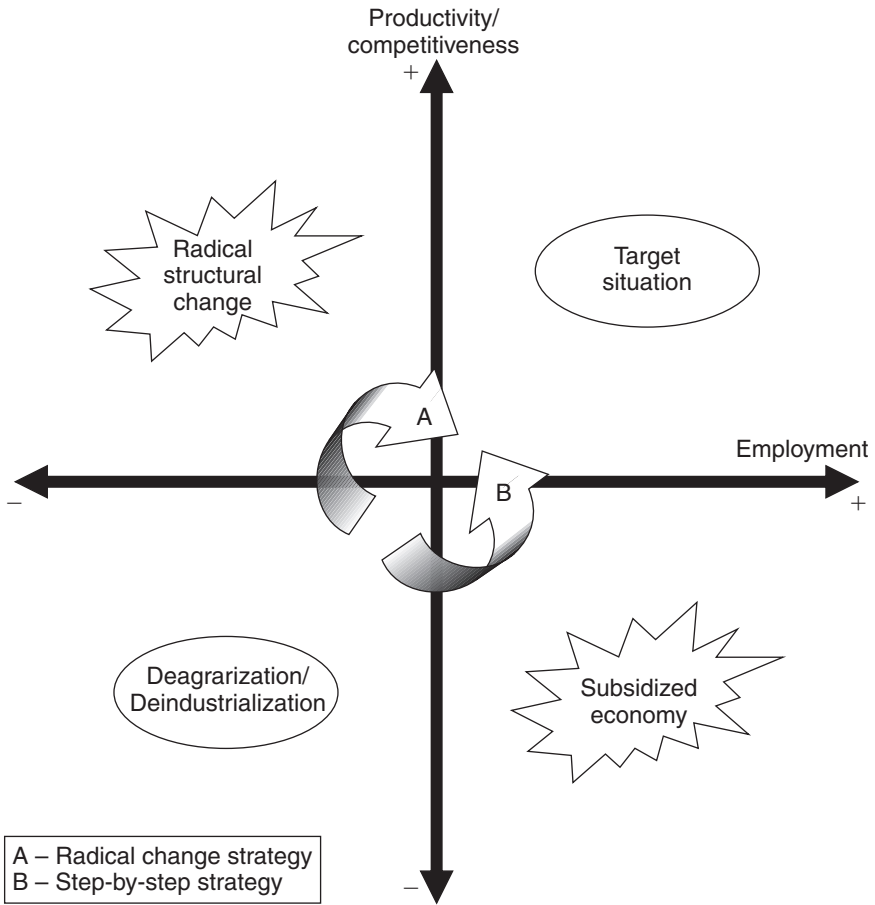 Productivity/
competitiveness
+
Radical
structural
change
Target
situation
A
Employment
–
B
+
Deagrarization/
Deindustrialization
Subsidized
economy
A – Radical change strategy
B – Step-by-step strategy
–